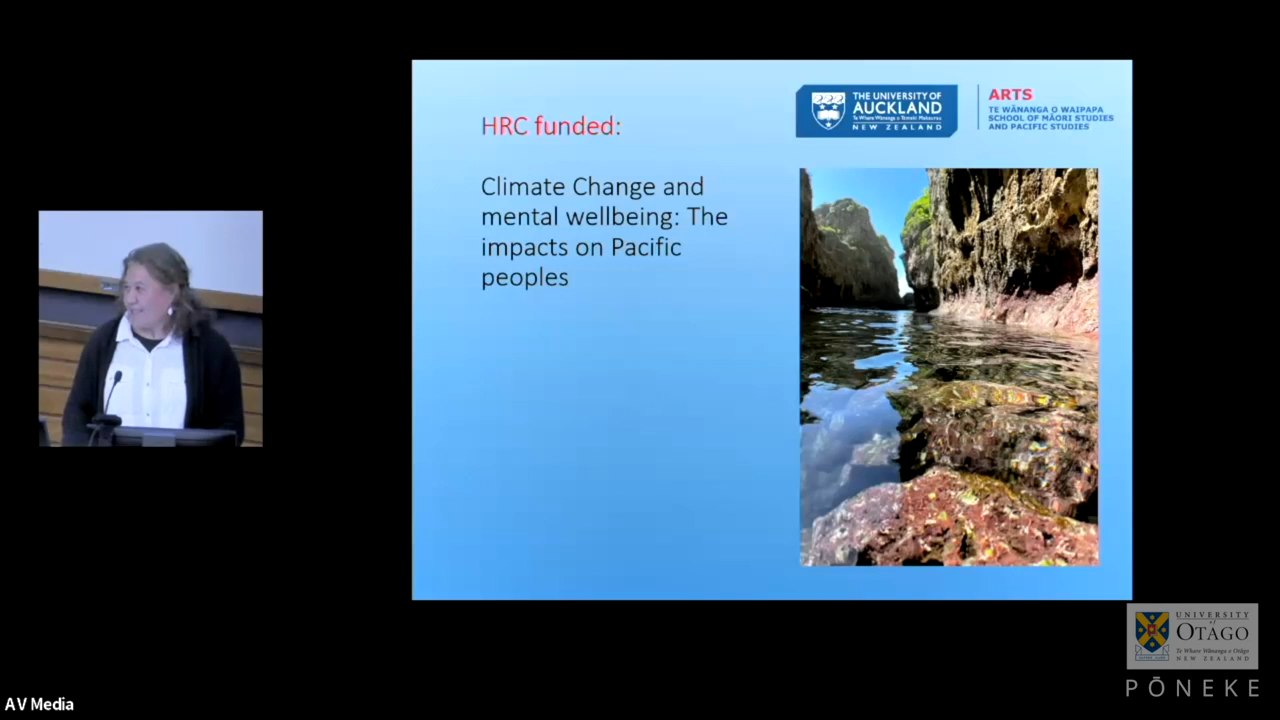 HRC funded:
Climate Change and
mental wellbeing: The
impacts on Pacific
peoples
THE UNIVERSITY OF
AUCKLAND
Te Whare Wānanga o Tāmaki Makaurau
NEW ZEALAND
ARTS
TE WĀNANGA O WAIPAPA
SCHOOL OF MĀORI STUDIES
AND PACIFIC STUDIES
UNIVERSITY
of
OTAGO
Te Whare Wānanga o Otāgo
NEW ZEALAND
PŌNEKE
AV Media